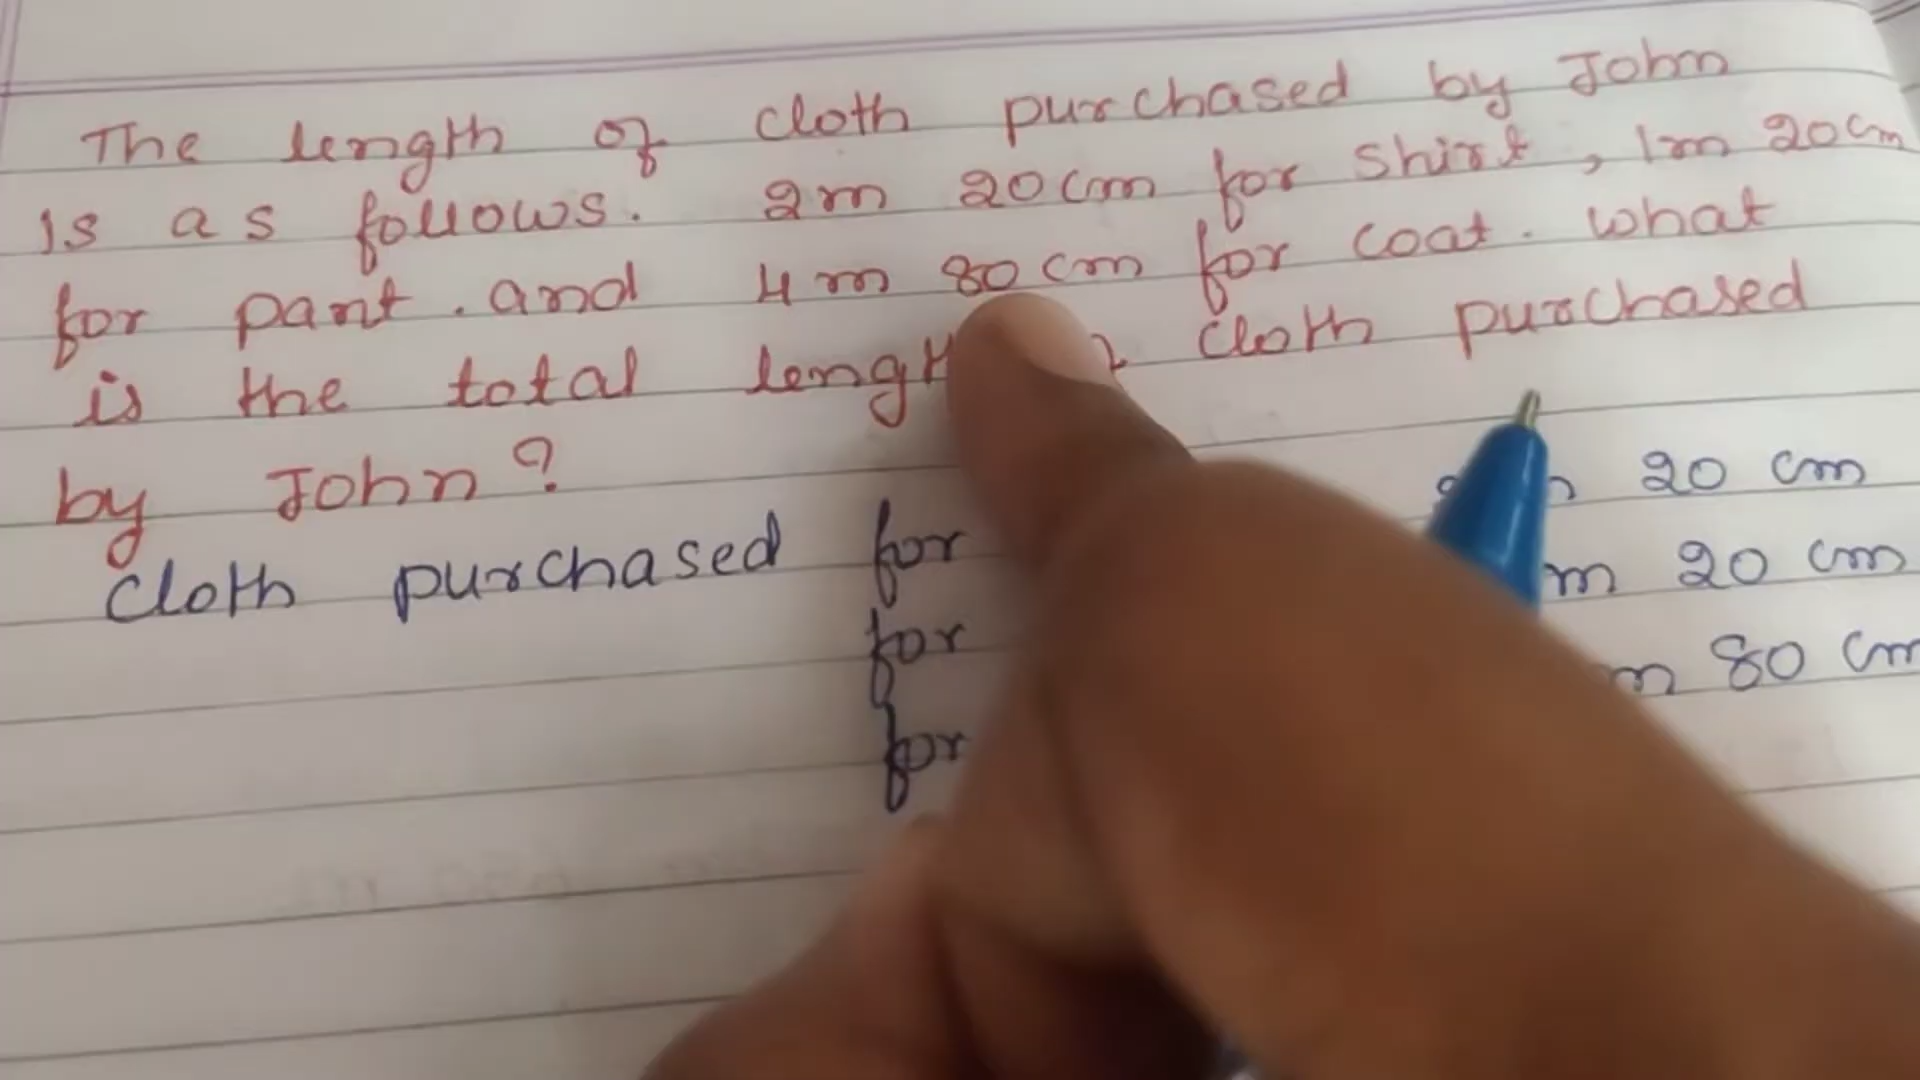 The length of cloth purchased by John
is as follows. 2m 20cm for shirt, 1m 20cm
for pant. and 4m 80cm for coat. what
is the total cloth purchased
by John?
cloth purchased for 20 cm
for m 20 cm
for m 80 cm